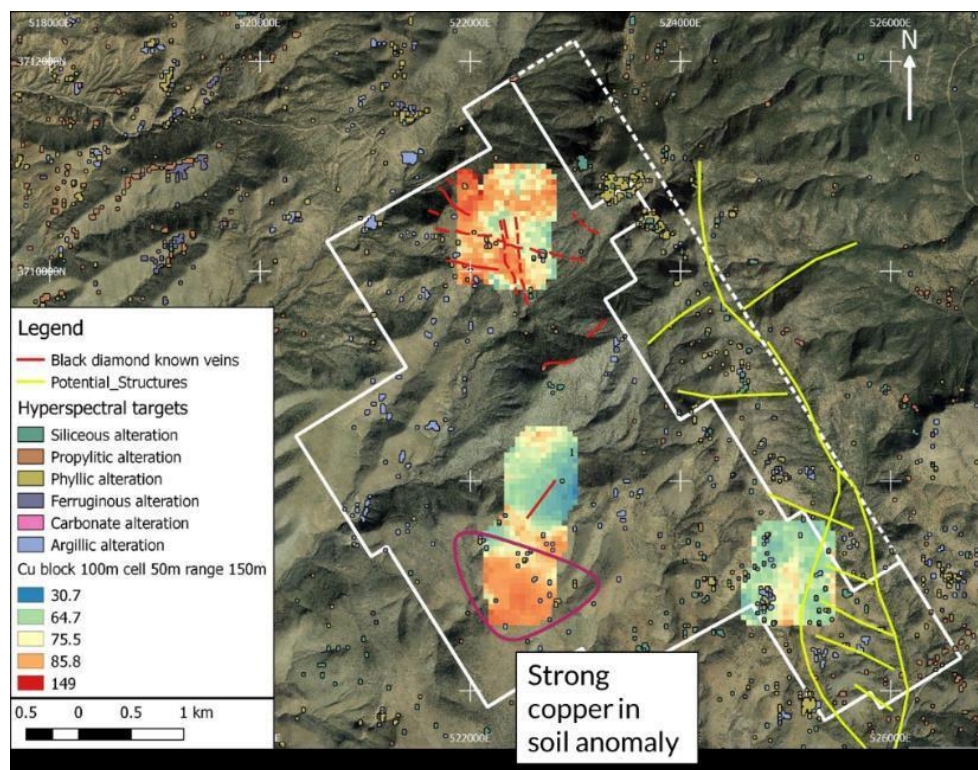 518000E
520000E
522000E
524000E
526000E
3712000N
N
3710000N
1
Legend
Black diamond known veins
Potential_Structures
Hyperspectral targets
Siliceous alteration
Propylitic alteration
Phyllic alteration
Ferruginous alteration
Carbonate alteration
Argillic alteration
Cu block 100m cell 50m range 150m
30.7
64.7
75.5
85.8
149
0.5 0 0.5 1 km
Strong
copper in
soil anomaly
522000E
526000E